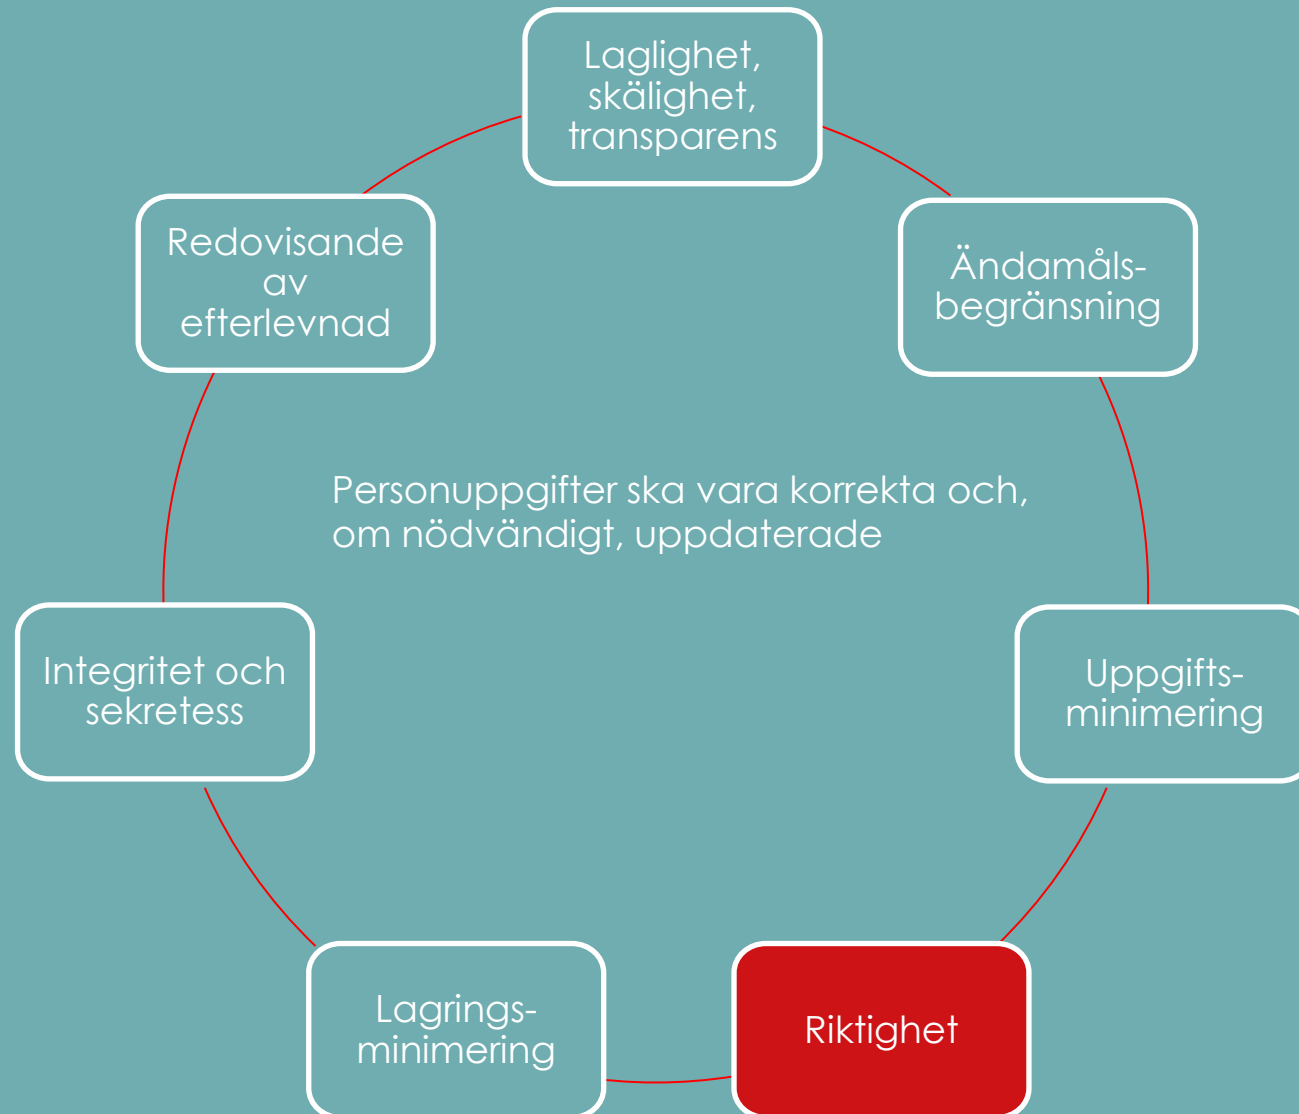 Laglighet,
skälighet,
transparens
Ändamåls-
begränsning
Uppgifts-
minimering
Riktighet
Lagrings-
minimering
Integritet och
sekretess
Redovisande
av
efterlevnad
Personuppgifter ska vara korrekta och,
om nödvändigt, uppdaterade